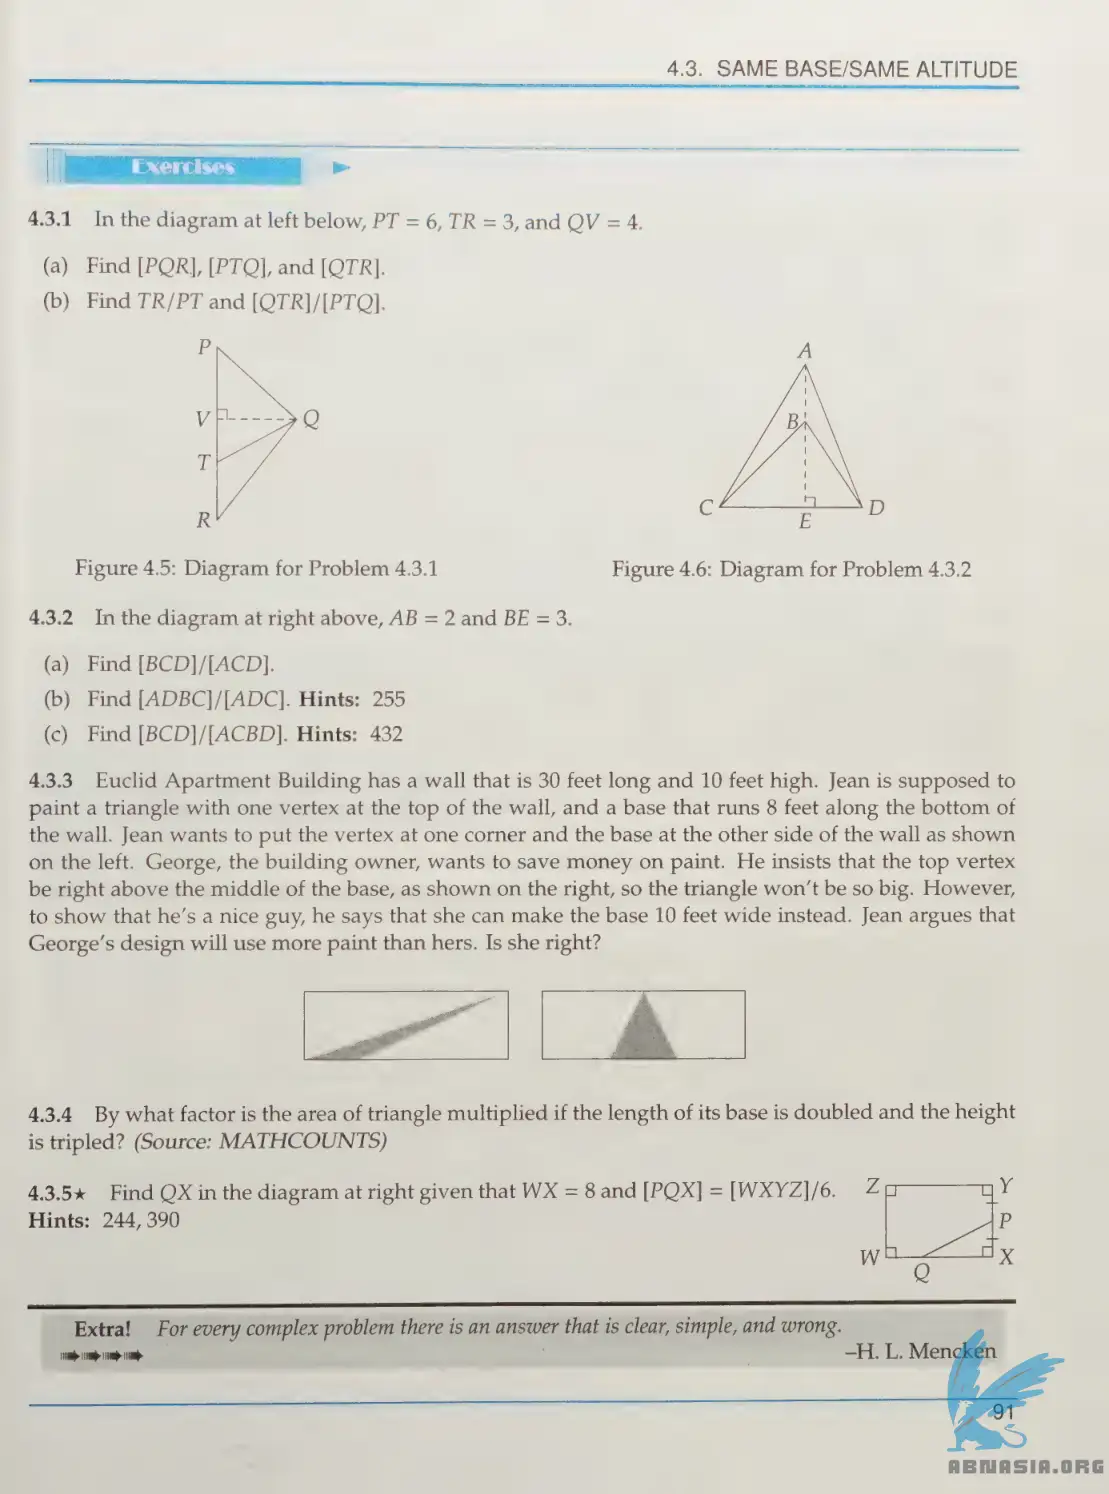 4.3. SAME BASE/SAME ALTITUDE
Exercises
4.3.1 In the diagram at left below, PT = 6, TR = 3, and QV = 4.
(a) Find [PQR], [PTQ], and [QTR].
(b) Find TR/PT and [QTR]/[PTQ].
P
V
Q
T
R
A
B
C
D
E
Figure 4.5: Diagram for Problem 4.3.1
Figure 4.6: Diagram for Problem 4.3.2
4.3.2 In the diagram at right above, AB = 2 and BE = 3.
(a) Find [BCD]/[ACD].
(b) Find [ADBC]/[ADC]. Hints: 255
(c) Find [BCD]/[ACBD]. Hints: 432
4.3.3 Euclid Apartment Building has a wall that is 30 feet long and 10 feet high. Jean is supposed to
paint a triangle with one vertex at the top of the wall, and a base that runs 8 feet along the bottom of
the wall. Jean wants to put the vertex at one corner and the base at the other side of the wall as shown
on the left. George, the building owner, wants to save money on paint. He insists that the top vertex
be right above the middle of the base, as shown on the right, so the triangle won't be so big. However,
to show that he's a nice guy, he says that she can make the base 10 feet wide instead. Jean argues that
George's design will use more paint than hers. Is she right?
4.3.4 By what factor is the area of triangle multiplied if the length of its base is doubled and the height
is tripled? (Source: MATHCOUNTS)
4.3.5★ Find QX in the diagram at right given that WX = 8 and [PQX] = [WXYZ]/6.
Hints: 244, 390
Z
Y
P
W
X
Q
Extra! For every complex problem there is an answer that is clear, simple, and wrong.
–H. L. Mencken
91
ABNASIA.ORG